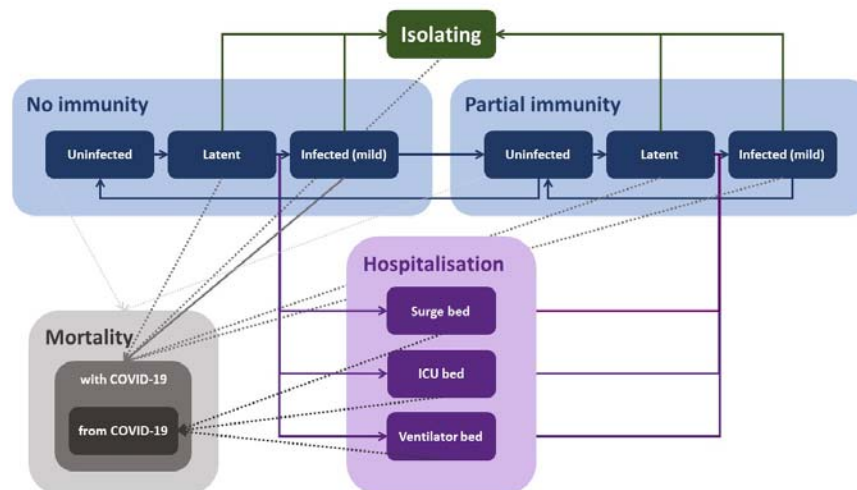 Isolating
No immunity
Partial immunity
Uninfected
Latent
Infected (mild)
Uninfected
Latent
Infected (mild)
Hospitalisation
Surge bed
Mortality
with COVID-19
ICU bed
from COVID-19
Ventilator bed